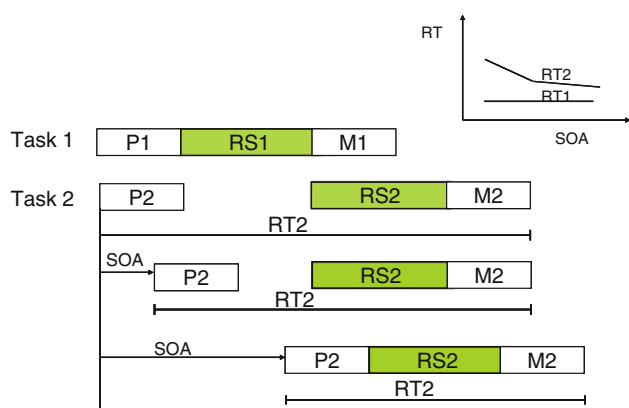 RT
RT2
RT1
SOA
Task 1
P1 RS1 M1
Task 2
P2 RS2 M2
RT2
SOA
P2 RS2 M2
RT2
SOA
P2 RS2 M2
RT2